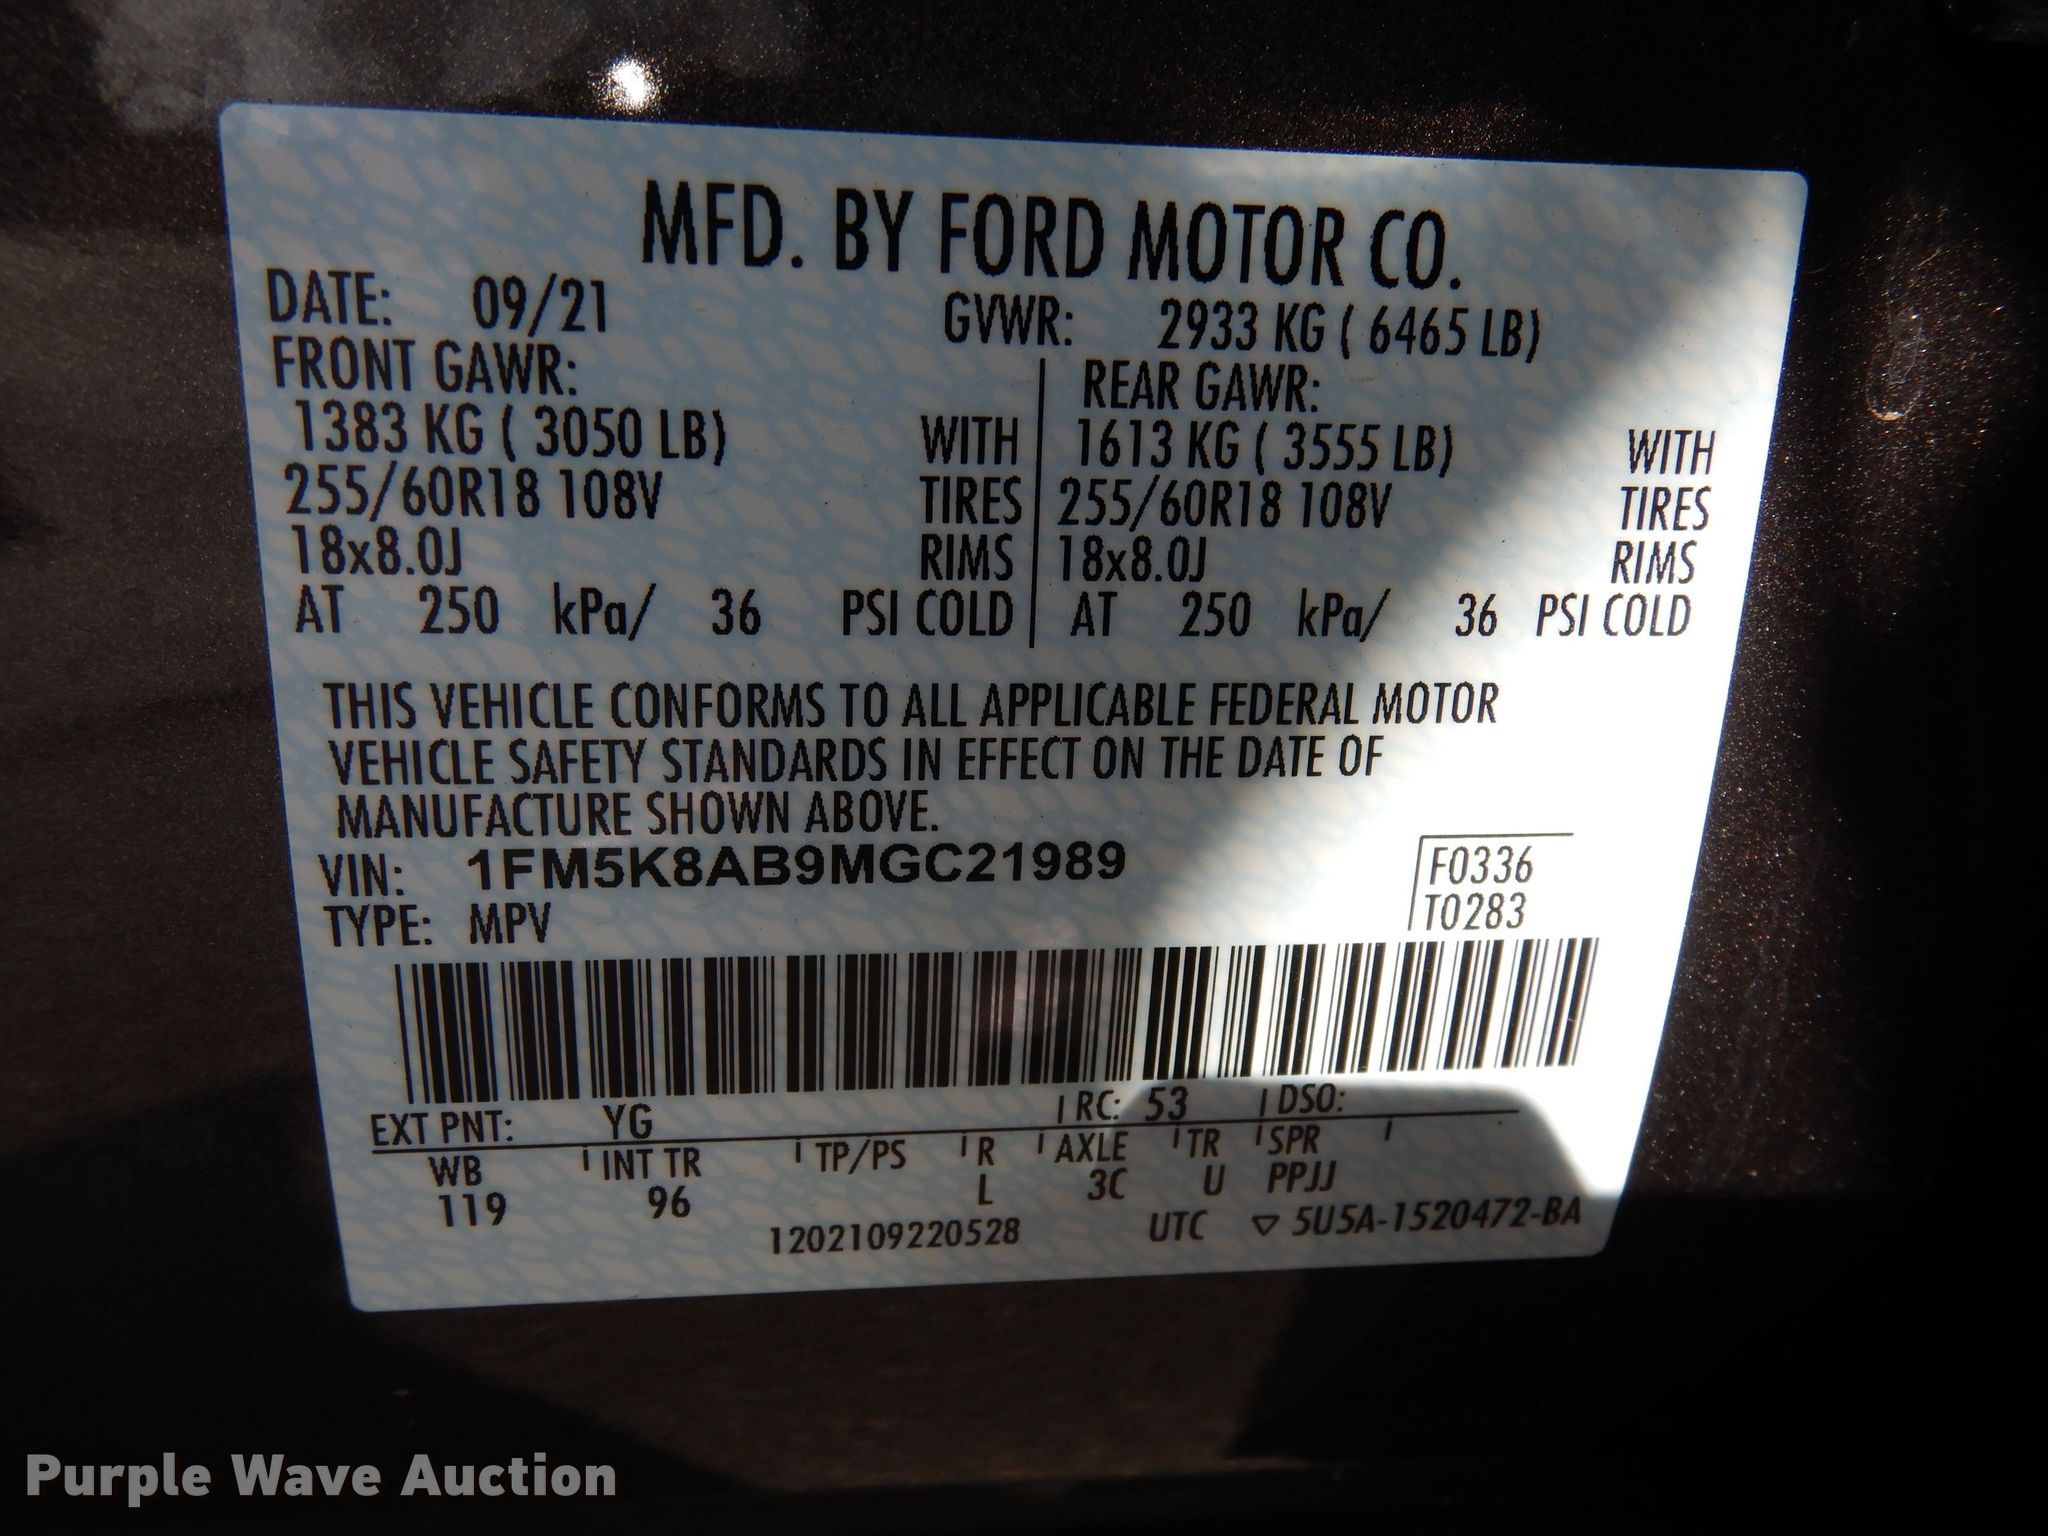 MFD. BY FORD MOTOR CO.
DATE: 09/21 GVWR: 2933 KG ( 6465 LB)
FRONT GAWR: REAR GAWR:
1383 KG ( 3050 LB) WITH 1613 KG ( 3555 LB) WITH
255/60R18 108V TIRES 255/60R18 108V TIRES
18x8.0J RIMS 18x8.0J RIMS
AT 250 kPa/ 36 PSI COLD AT 250 kPa/ 36 PSI COLD
THIS VEHICLE CONFORMS TO ALL APPLICABLE FEDERAL MOTOR
VEHICLE SAFETY STANDARDS IN EFFECT ON THE DATE OF
MANUFACTURE SHOWN ABOVE.
VIN: 1FM5K8AB9MGC21989 F0336
TYPE: MPV T0283
EXT PNT: YG RC: 53 DSO:
WB INT TR TP/PS R AXLE TR SPR
119 96 L 3C U PPJJ
1202109220528 UTC ▽ 5U5A-1520472-BA
Purple Wave Auction